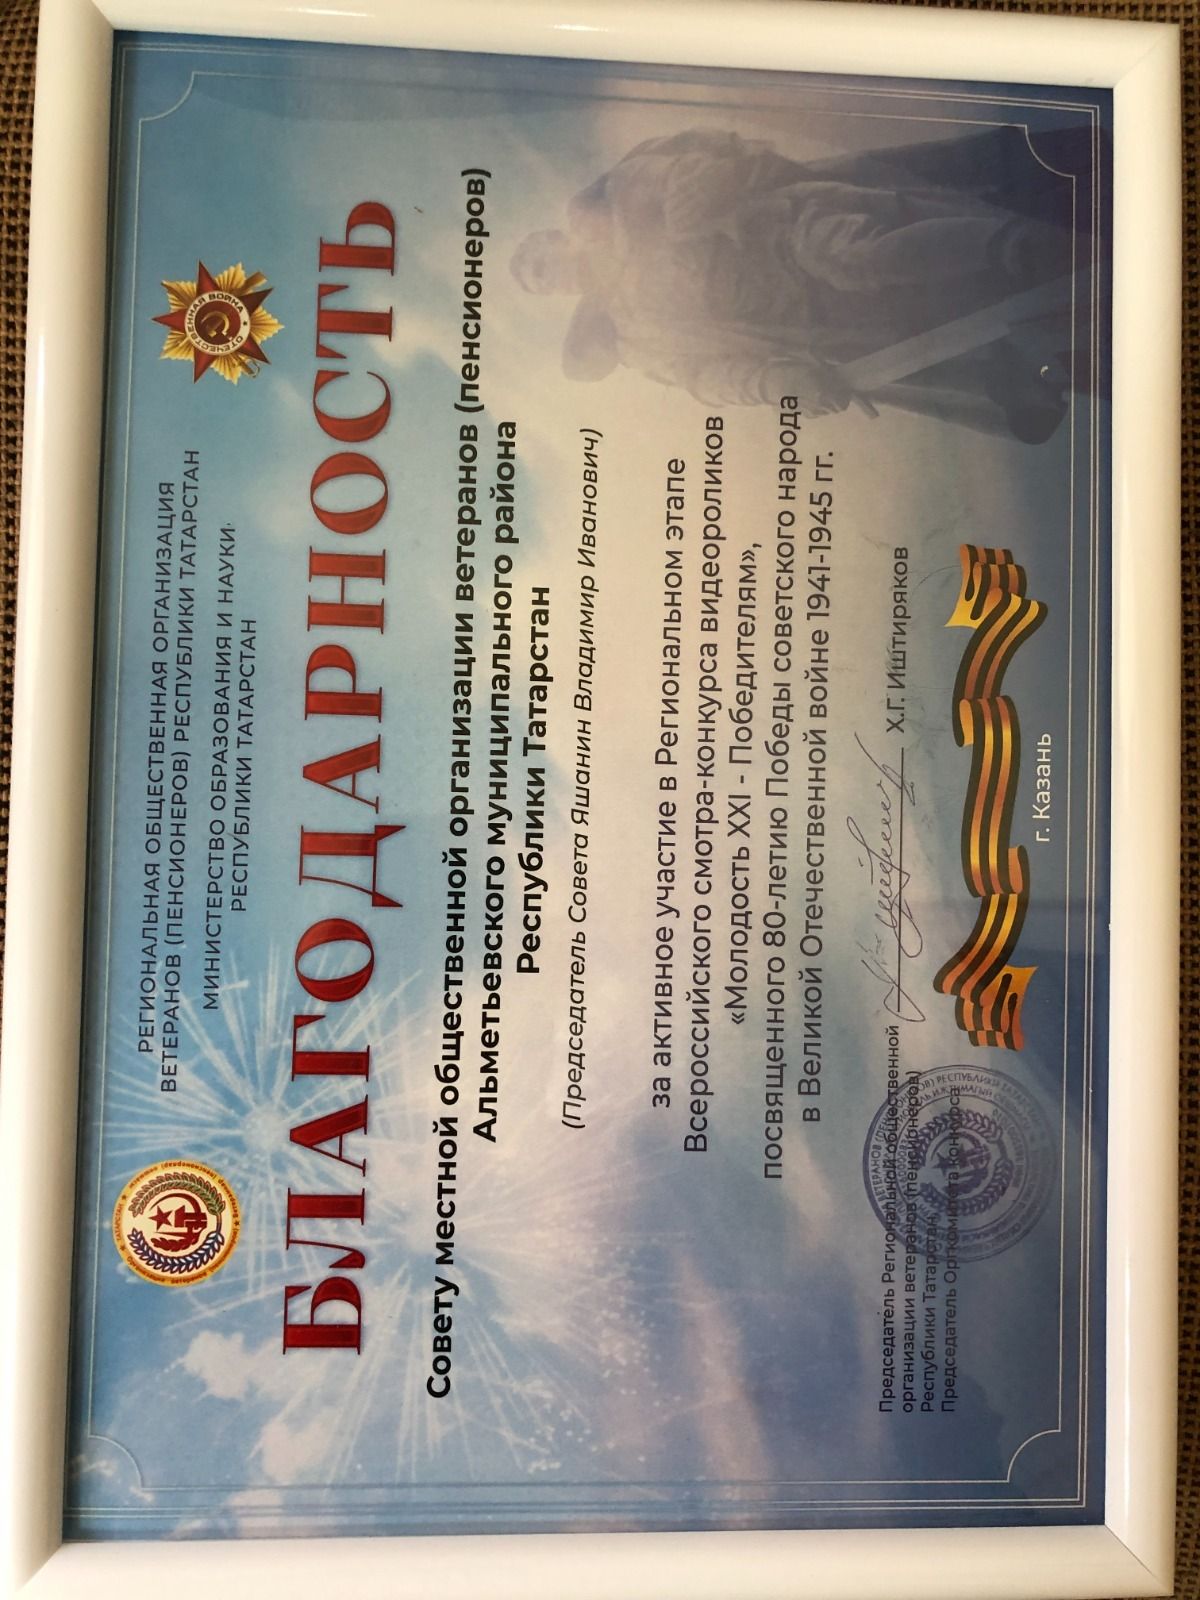 РЕГИОНАЛЬНАЯ ОБЩЕСТВЕННАЯ ОРГАНИЗАЦИЯ
ВЕТЕРАНОВ (ПЕНСИОНЕРОВ) РЕСПУБЛИКИ ТАТАРСТАН
МИНИСТЕРСТВО ОБРАЗОВАНИЯ И НАУКИ
РЕСПУБЛИКИ ТАТАРСТАН
ОТЕЧЕСТВЕННАЯ ВОЙНА
БЛАГОДАРНОСТЬ
Совету местной общественной организации ветеранов (пенсионеров)
Альметьевского муниципального района
Республики Татарстан
(Председатель Совета Яшанин Владимир Иванович)
за активное участие в Региональном этапе
Всероссийского смотра-конкурса видеороликов
«Молодость XXI - Победителям»,
посвященного 80-летию Победы советского народа
в Великой Отечественной войне 1941-1945 гг.
Председатель Региональной общественной
организации ветеранов (пенсионеров)
Республики Татарстан,
Председатель Оргкомитета конкурса
Х.Г. Иштиряков
г. Казань